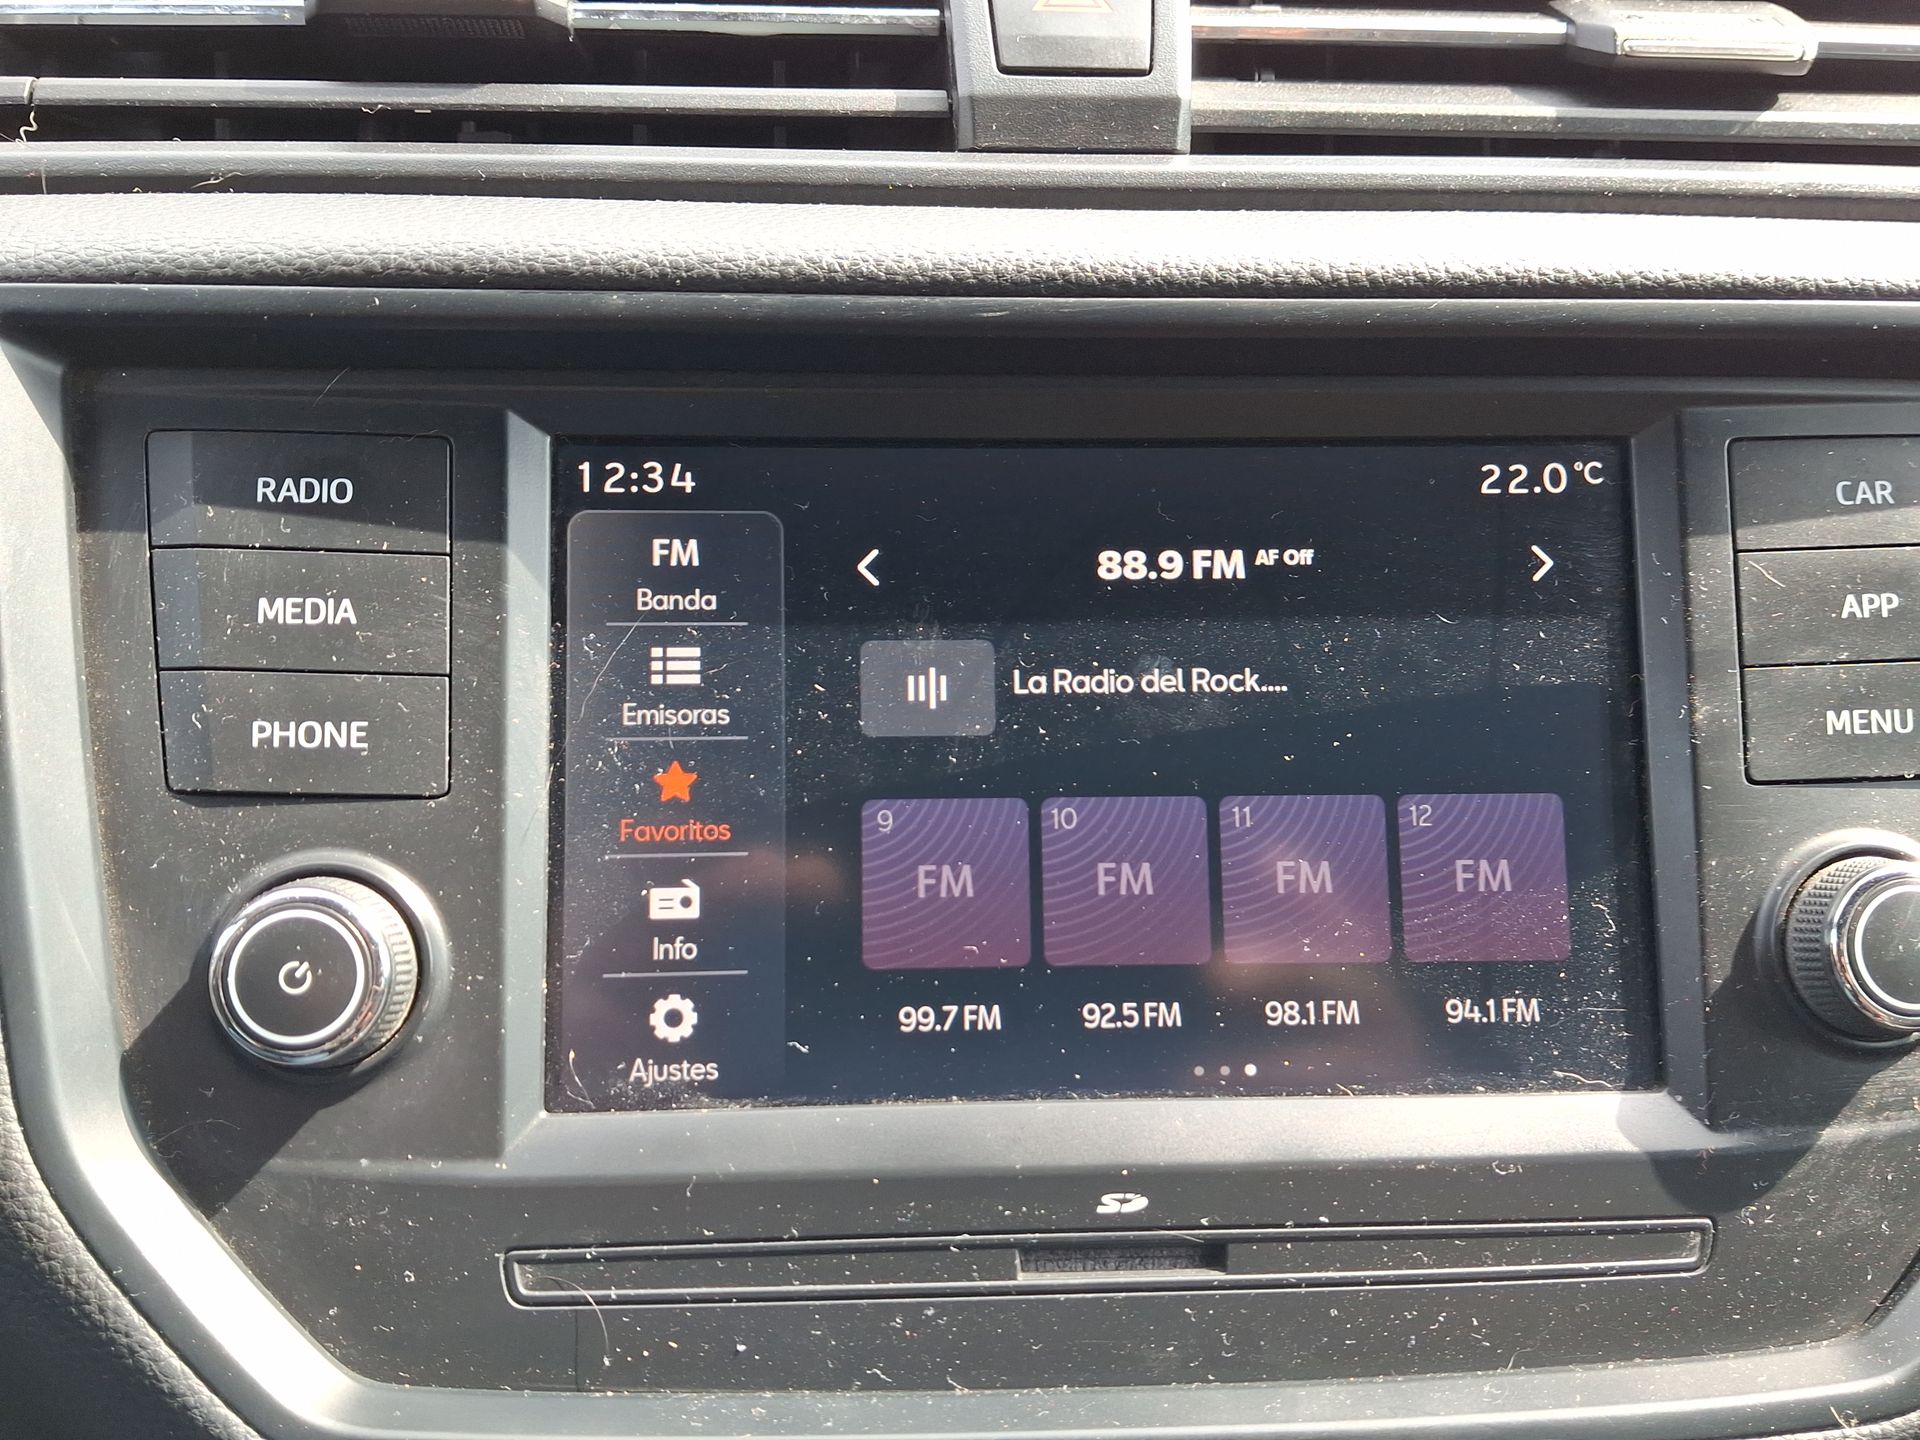 12:34
22.0°C
RADIO
MEDIA
PHONE
FM
Banda
Emisoras
Favoritos
Info
Ajustes
88.9 FM AF Off
La Radio del Rock....
9
FM
99.7 FM
10
FM
92.5 FM
11
FM
98.1 FM
12
FM
94.1 FM
CAR
APP
MENU
SD